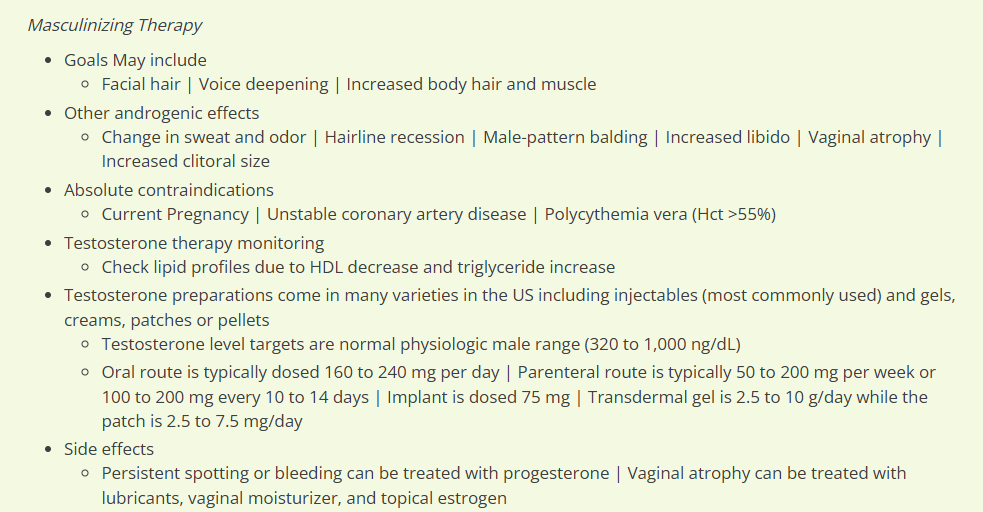 Masculinizing Therapy
Goals May include
Facial hair | Voice deepening | Increased body hair and muscle
Other androgenic effects
Change in sweat and odor | Hairline recession | Male-pattern balding | Increased libido | Vaginal atrophy |
Increased clitoral size
Absolute contraindications
Current Pregnancy | Unstable coronary artery disease | Polycythemia vera (Hct >55%)
Testosterone therapy monitoring
Check lipid profiles due to HDL decrease and triglyceride increase
Testosterone preparations come in many varieties in the US including injectables (most commonly used) and gels,
creams, patches or pellets
Testosterone level targets are normal physiologic male range (320 to 1,000 ng/dL)
Oral route is typically dosed 160 to 240 mg per day | Parenteral route is typically 50 to 200 mg per week or
100 to 200 mg every 10 to 14 days | Implant is dosed 75 mg | Transdermal gel is 2.5 to 10 g/day while the
patch is 2.5 to 7.5 mg/day
Side effects
Persistent spotting or bleeding can be treated with progesterone | Vaginal atrophy can be treated with
lubricants, vaginal moisturizer, and topical estrogen